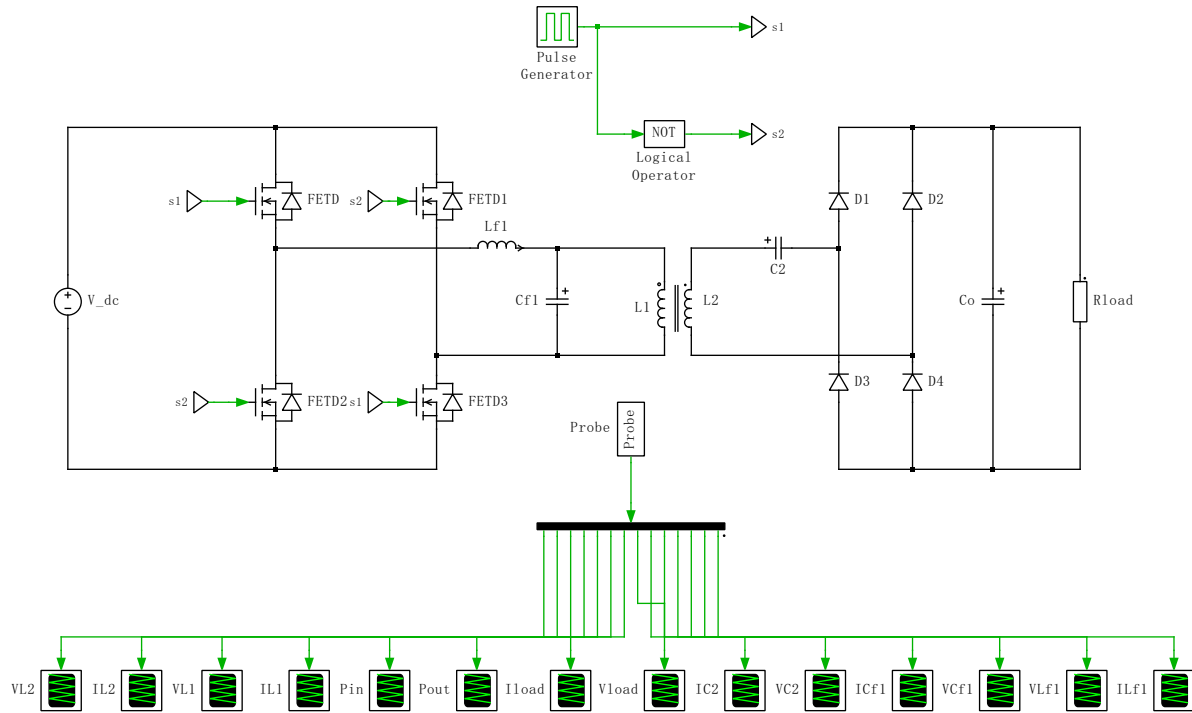 s1
Pulse
Generator
NOT
s2
Logical
Operator
s1
FETD
s2
FETD1
D1
D2
Lf1
V_dc
Cf1
L1
L2
C2
Co
Rload
s2
FETD2
s1
FETD3
D3
D4
Probe
Probe
VL2
IL2
VL1
IL1
Pin
Pout
Iload
Vload
IC2
VC2
ICf1
VCf1
VLf1
ILf1